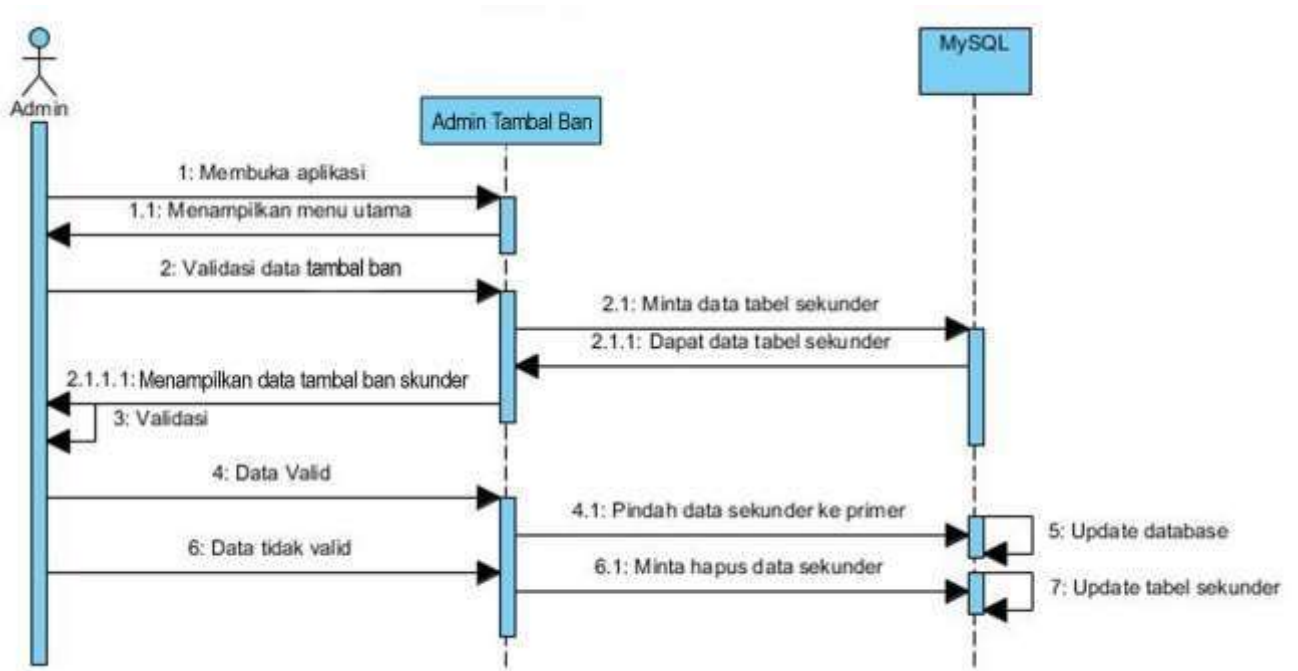 MySQL
Admin
Admin Tambal Ban
1: Membuka aplikasi
1.1: Menampilkan menu utama
2: Validasi data tambal ban
2.1: Minta data tabel sekunder
2.1.1: Dapat data tabel sekunder
2.1.1.1: Menampilkan data tambal ban skunder
3: Validasi
4: Data Valid
4.1: Pindah data sekunder ke primer
5: Update database
6: Data tidak valid
6.1: Minta hapus data sekunder
7: Update tabel sekunder